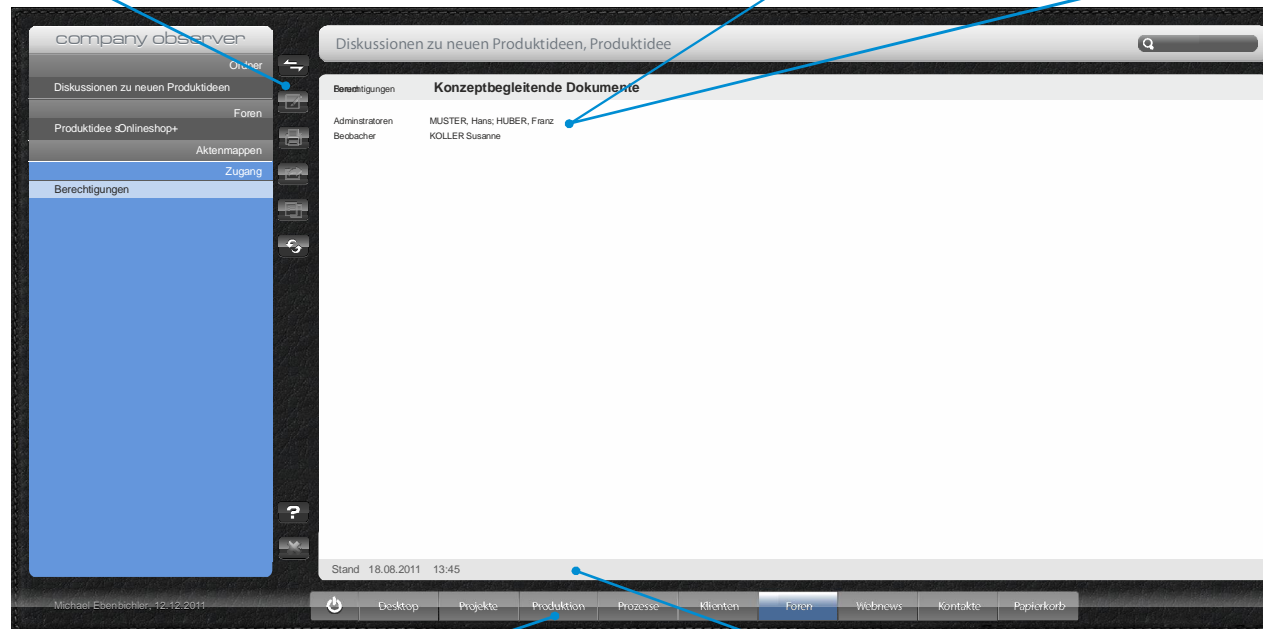 company observer
Ordner
Diskussionen zu neuen Produktideen
Foren
Produktidee sOnlineshop+
Aktenmappen
Zugang
Berechtigungen
Diskussionen zu neuen Produktideen, Produktidee
Konzeptbegleitende Dokumente
Adminstratoren MUSTER, Hans; HUBER, Franz
Beobacher KOLLER Susanne
?
Stand 18.08.2011 13:45
Michael Ebenbichler, 12.12.2011
Desktop Projekte Produktion Prozesse Klienten Foren Webnews Kontakte Papierkorb